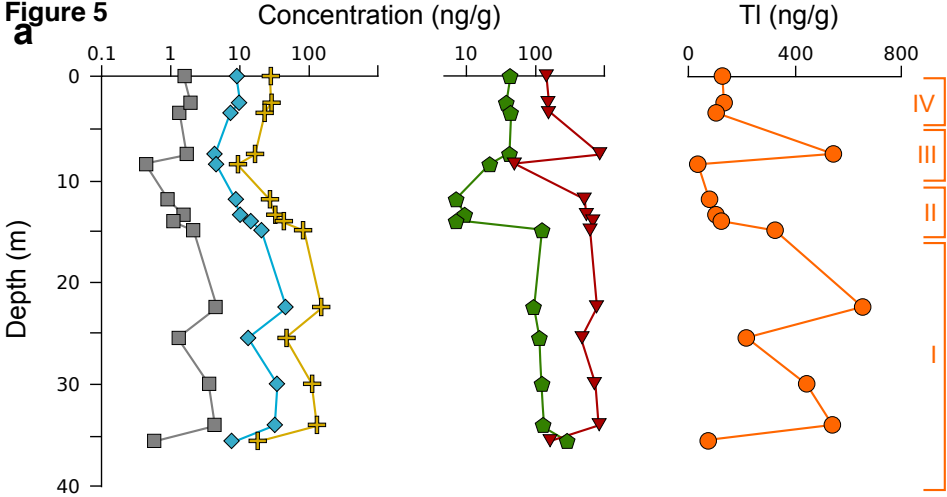 Figure 5
a
Concentration (ng/g)
TI (ng/g)
0.1 1 10 100
10 100
0 400 800
Depth (m)
0
10
20
30
40
IV
III
II
I